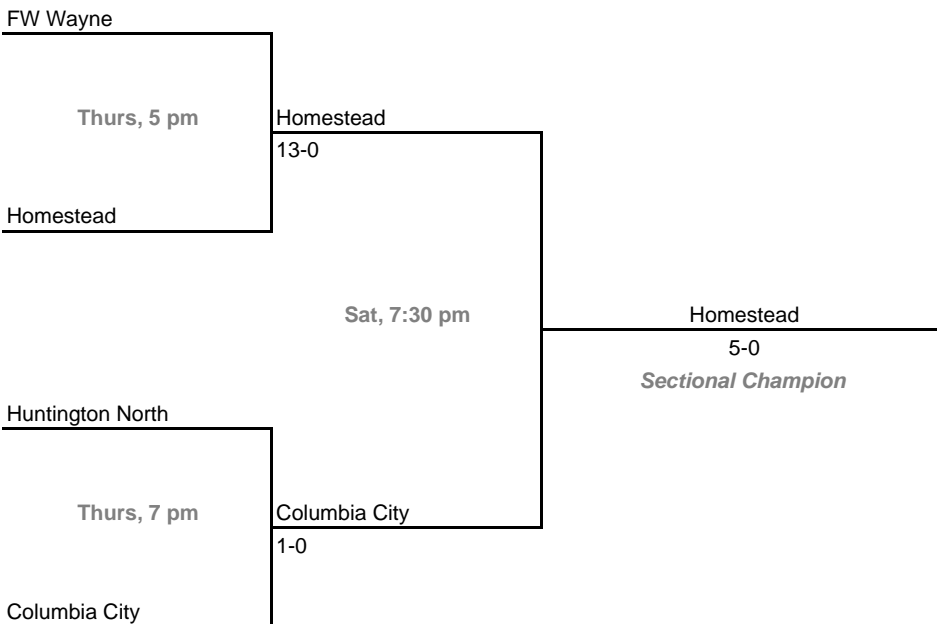 FW Wayne
Thurs, 5 pm
Homestead
13-0
Homestead
Sat, 7:30 pm
Homestead
5-0
Sectional Champion
Huntington North
Thurs, 7 pm
Columbia City
1-0
Columbia City